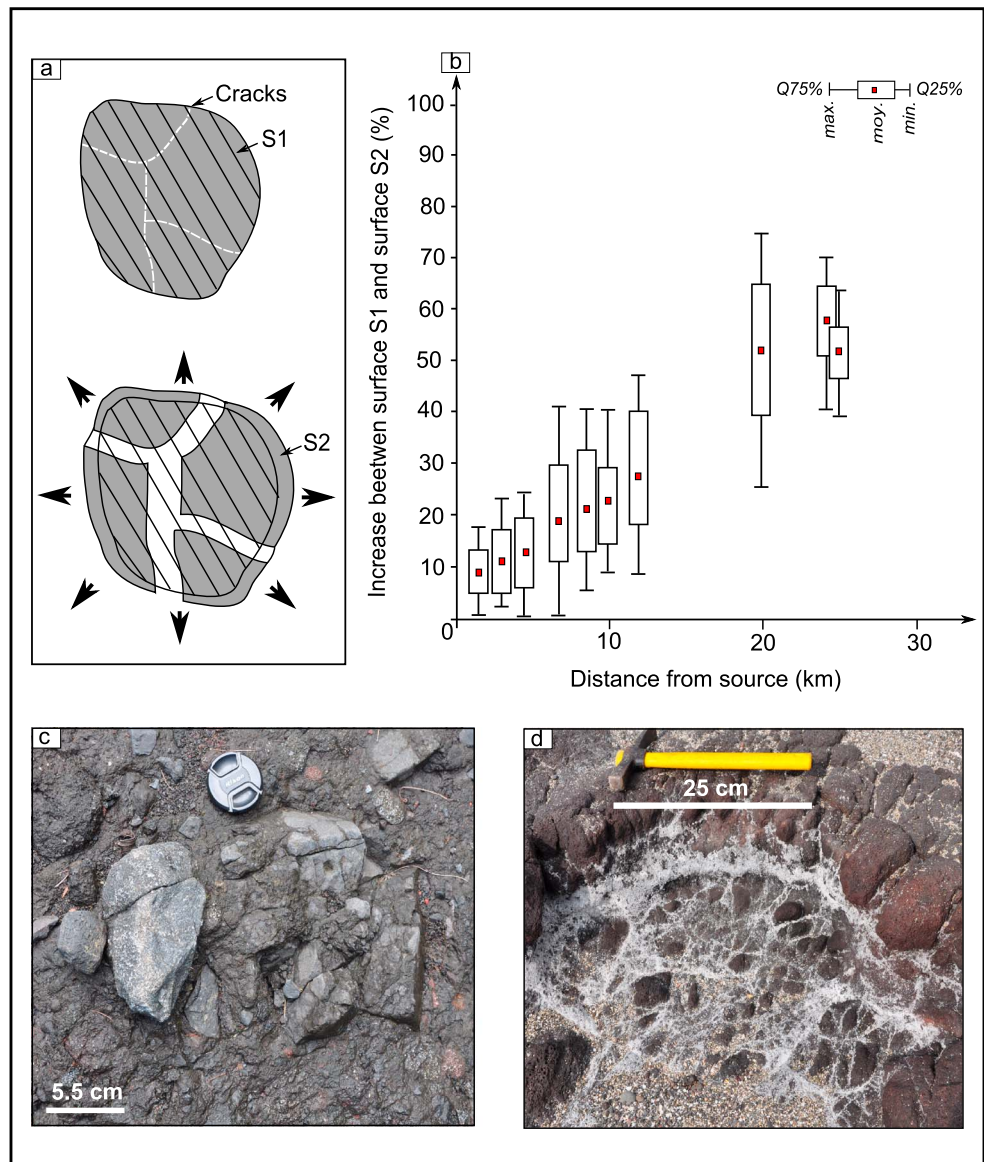 a
Cracks
S1
S2
b
Increase beetwen surface S1 and surface S2 (%)
100
90
80
70
60
50
40
30
20
10
0
10
20
30
Distance from source (km)
Q75%
Q25%
max.
moy.
min.
c
5.5 cm
d
25 cm